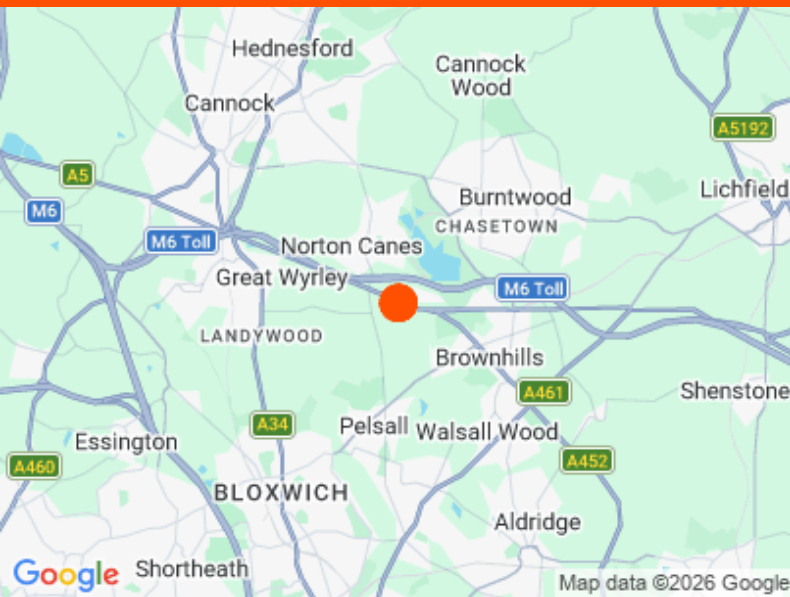 Hednesford
Cannock
Wood
Cannock
A5192
A5
Lichfield
Burntwood
M6
CHASETOWN
M6 Toll
Norton Canes
Great Wyrley
M6 Toll
LANDYWOOD
Brownhills
A461
Shenstone
A34
Pelsall
Walsall Wood
Essington
A452
A460
BLOXWICH
Aldridge
Google
Shortheath
Map data ©2026 Google